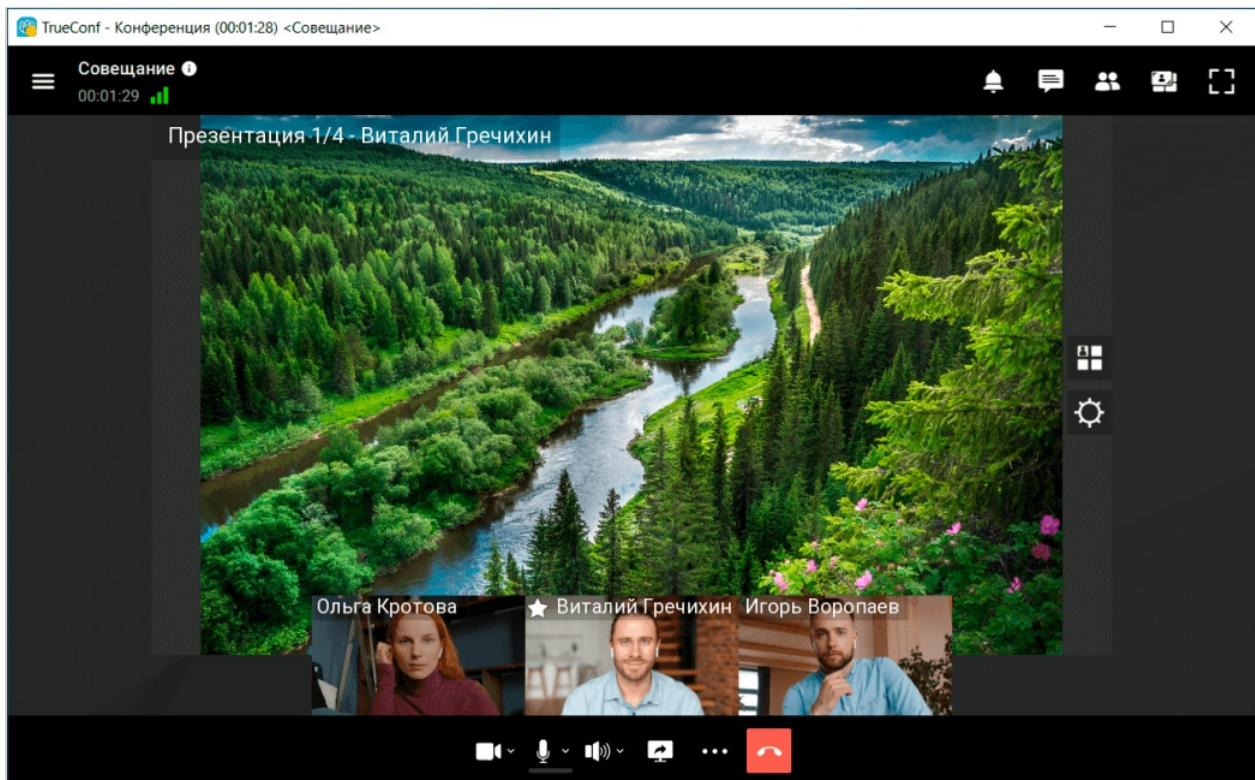 TrueConf - Конференция (00:01:28) <Совещание>
Совещание
00:01:29
Презентация 1/4 - Виталий Гречихин
Ольга Кротова
Виталий Гречихин
Игорь Воропаев